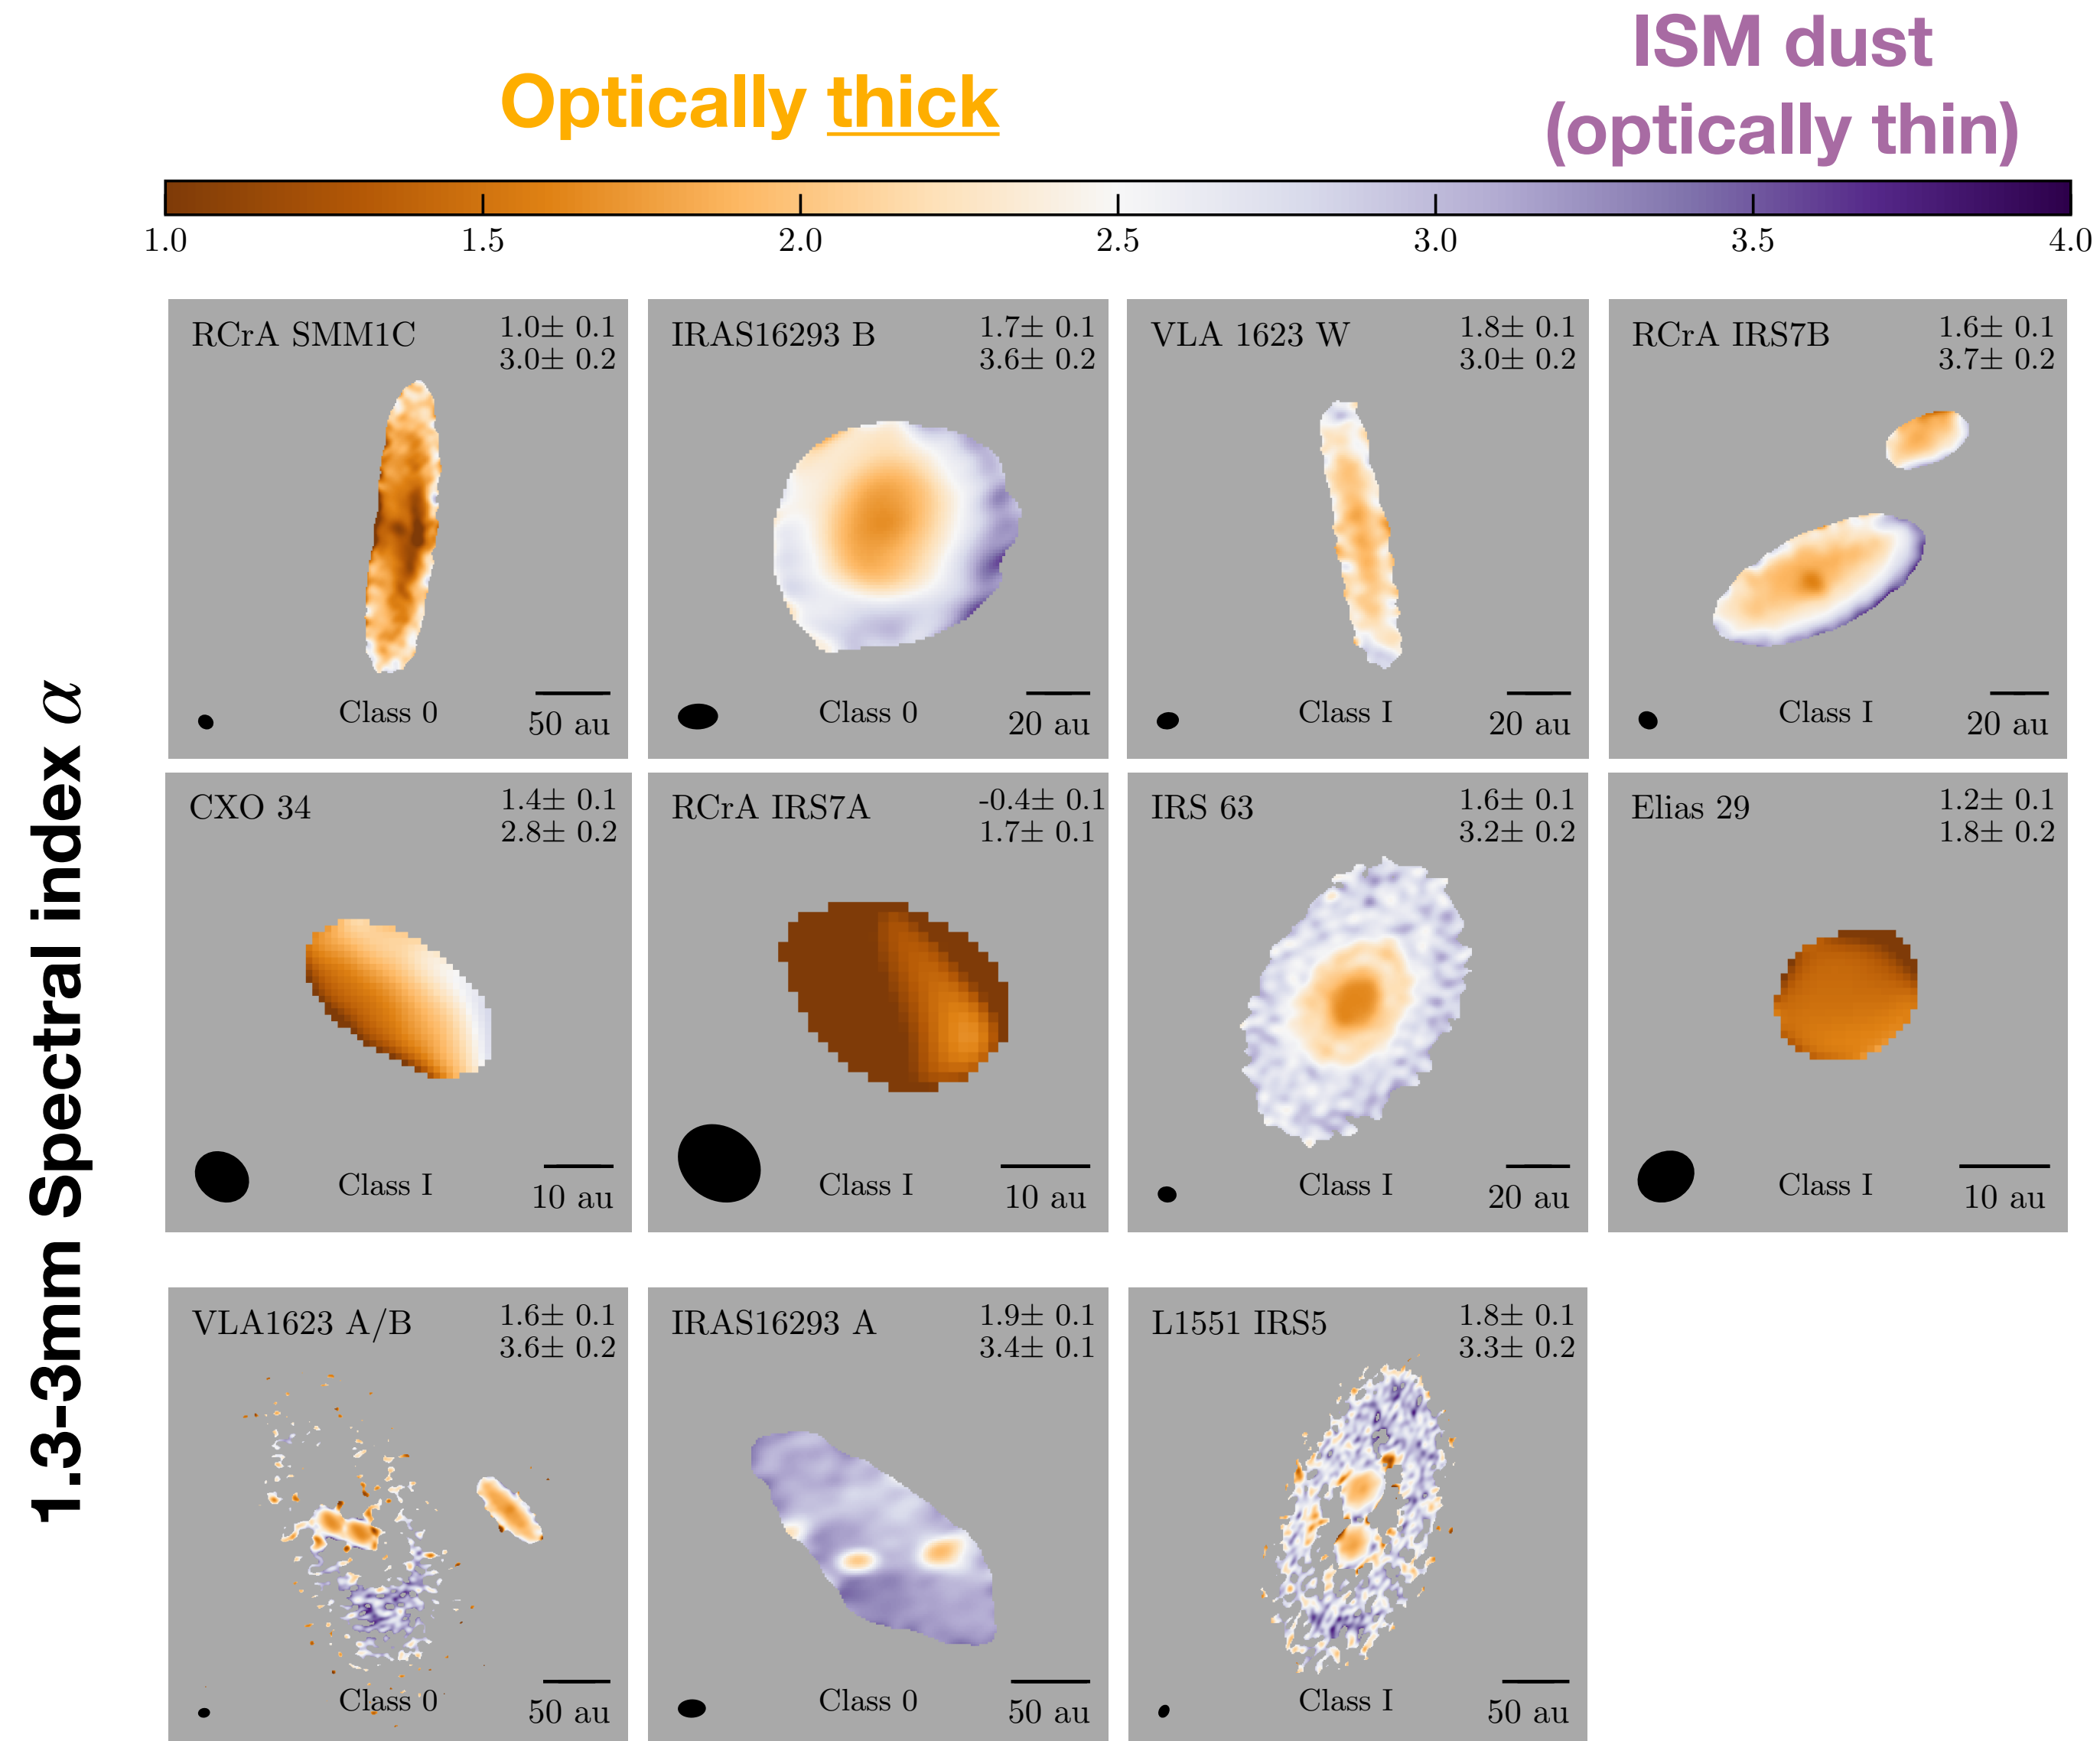 ISM dust
(optically thin)
Optically thick
1.0 1.5 2.0 2.5 3.0 3.5 4.0
1.3-3mm Spectral index α
RCrA SMM1C
1.0± 0.1
3.0± 0.2
Class 0
50 au
IRAS16293 B
1.7± 0.1
3.6± 0.2
Class 0
20 au
VLA 1623 W
1.8± 0.1
3.0± 0.2
Class I
20 au
RCrA IRS7B
1.6± 0.1
3.7± 0.2
Class I
20 au
CXO 34
1.4± 0.1
2.8± 0.2
Class I
10 au
RCrA IRS7A
-0.4± 0.1
1.7± 0.1
Class I
10 au
IRS 63
1.6± 0.1
3.2± 0.2
Class I
20 au
Elias 29
1.2± 0.1
1.8± 0.2
Class I
10 au
VLA1623 A/B
1.6± 0.1
3.6± 0.2
Class 0
50 au
IRAS16293 A
1.9± 0.1
3.4± 0.1
Class 0
50 au
L1551 IRS5
1.8± 0.1
3.3± 0.2
Class I
50 au